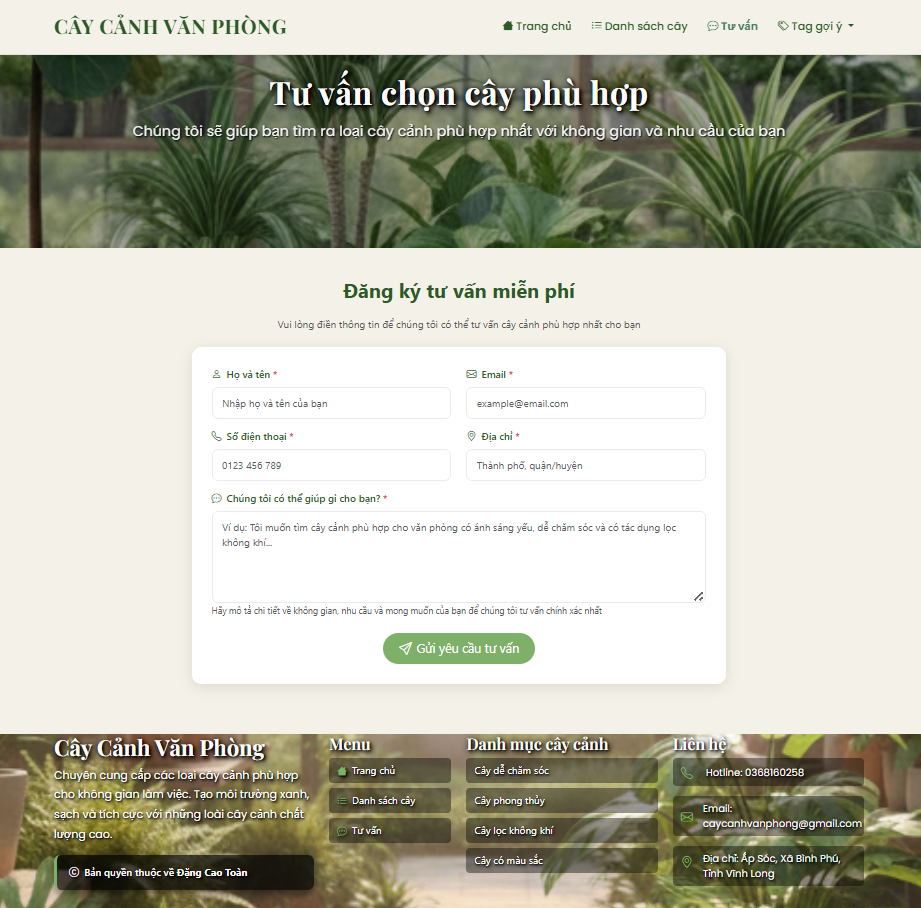 CÂY CẢNH VĂN PHÒNG
Trang chủ
Danh sách cây
Tư vấn
Tag gợi ý
Tư vấn chọn cây phù hợp
Chúng tôi sẽ giúp bạn tìm ra loại cây cảnh phù hợp nhất với không gian và nhu cầu của bạn
Đăng ký tư vấn miễn phí
Vui lòng điền thông tin để chúng tôi có thể tư vấn cây cảnh phù hợp nhất cho bạn
Họ và tên *
Nhập họ và tên của bạn
Email *
example@email.com
Số điện thoại *
0123 456 789
Địa chỉ *
Thành phố, quận/huyện
Chúng tôi có thể giúp gì cho bạn? *
Ví dụ: Tôi muốn tìm cây cảnh phù hợp cho văn phòng có ánh sáng yếu, dễ chăm sóc và có tác dụng lọc
không khí...
Hãy mô tả chi tiết về không gian, nhu cầu và mong muốn của bạn để chúng tôi tư vấn chính xác nhất
Gửi yêu cầu tư vấn
Cây Cảnh Văn Phòng
Chuyên cung cấp các loại cây cảnh phù hợp
cho không gian làm việc. Tạo môi trường xanh,
sạch và tích cực với những loài cây cảnh chất
lượng cao.
© Bản quyền thuộc về Đặng Cao Toàn
Menu
Trang chủ
Danh sách cây
Tư vấn
Danh mục cây cảnh
Cây dễ chăm sóc
Cây phong thủy
Cây lọc không khí
Cây có màu sắc
Liên hệ
Hotline: 0368160258
Email:
caycanhvanphong@gmail.com
Địa chỉ: Ấp Sóc, Xã Bình Phú,
Tỉnh Vĩnh Long